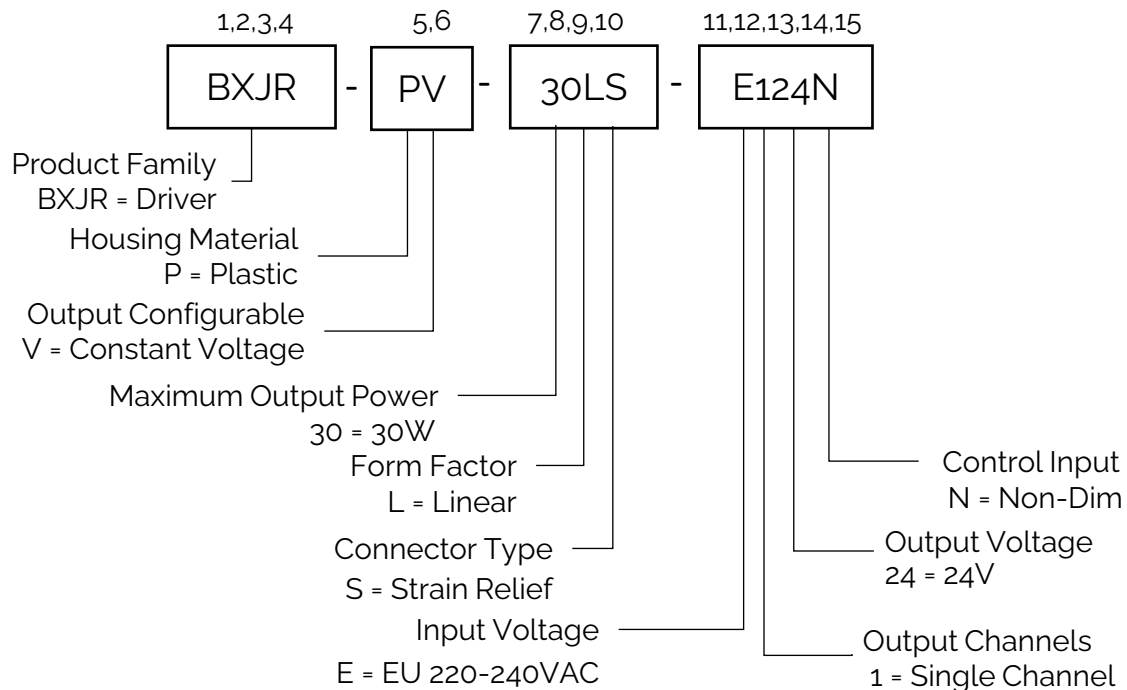 1,2,3,4 5,6 7,8,9,10 11,12,13,14,15
BXJR - PV - 30LS - E124N
Product Family
BXJR = Driver
Housing Material
P = Plastic
Output Configurable
V = Constant Voltage
Maximum Output Power
30 = 30W
Form Factor
L = Linear
Connector Type
S = Strain Relief
Input Voltage
E = EU 220-240VAC
Control Input
N = Non-Dim
Output Voltage
24 = 24V
Output Channels
1 = Single Channel